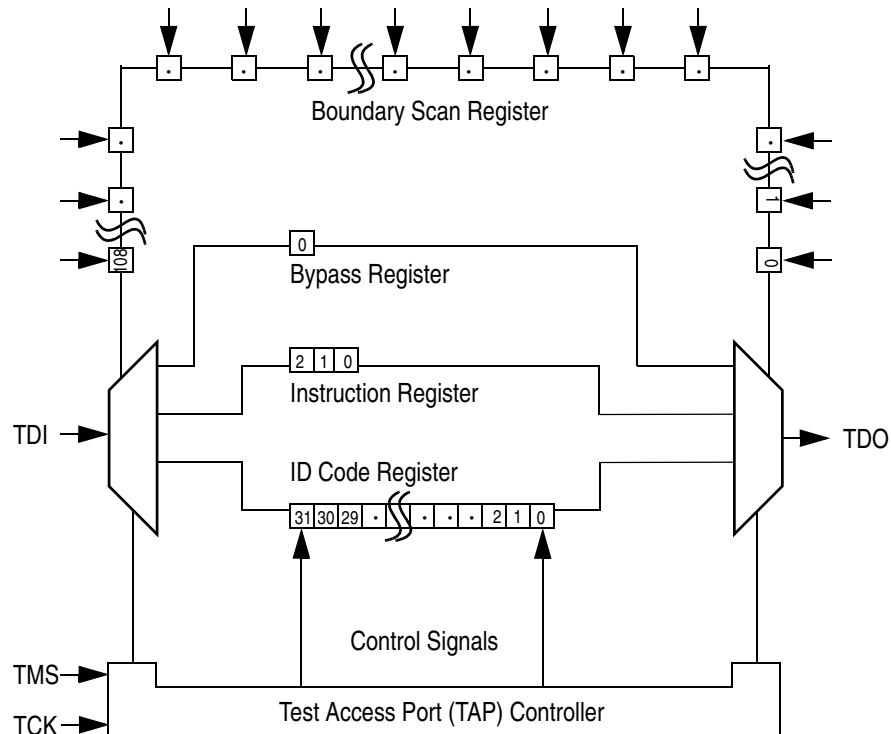 Boundary Scan Register
1
108
0
0
Bypass Register
2 1 0
Instruction Register
TDI
TDO
ID Code Register
31 30 29 . . . . . 2 1 0
Control Signals
TMS
Test Access Port (TAP) Controller
TCK